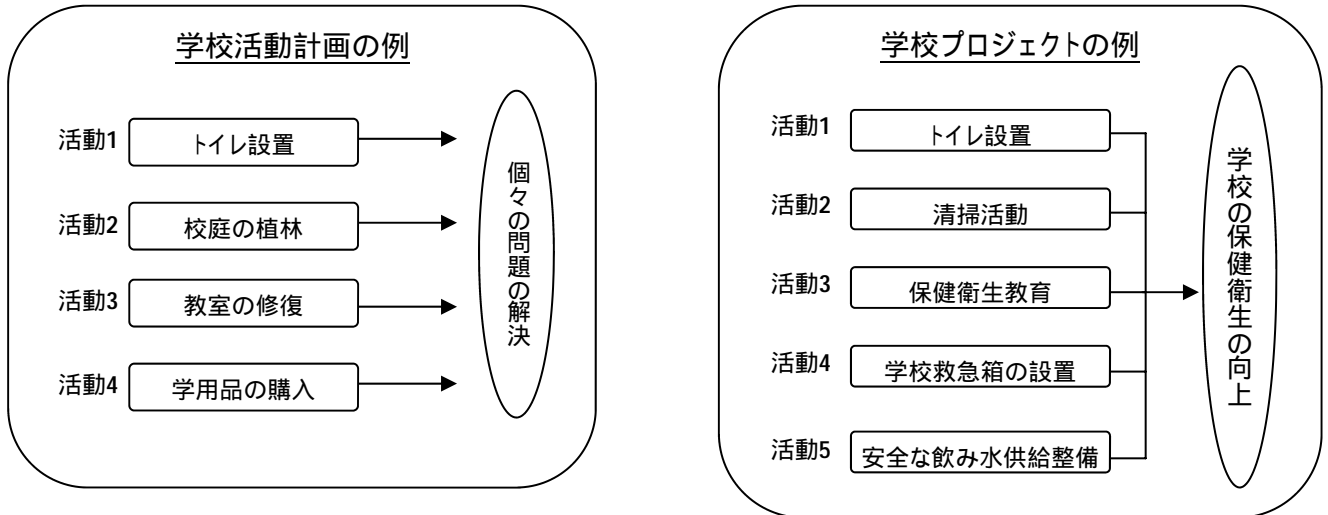 学校活動計画の例
活動1 トイレ設置
活動2 校庭の植林
活動3 教室の修復
活動4 学用品の購入
個々の問題の解決
学校プロジェクトの例
活動1 トイレ設置
活動2 清掃活動
活動3 保健衛生教育
活動4 学校救急箱の設置
活動5 安全な飲み水供給整備
学校の保健衛生の向上